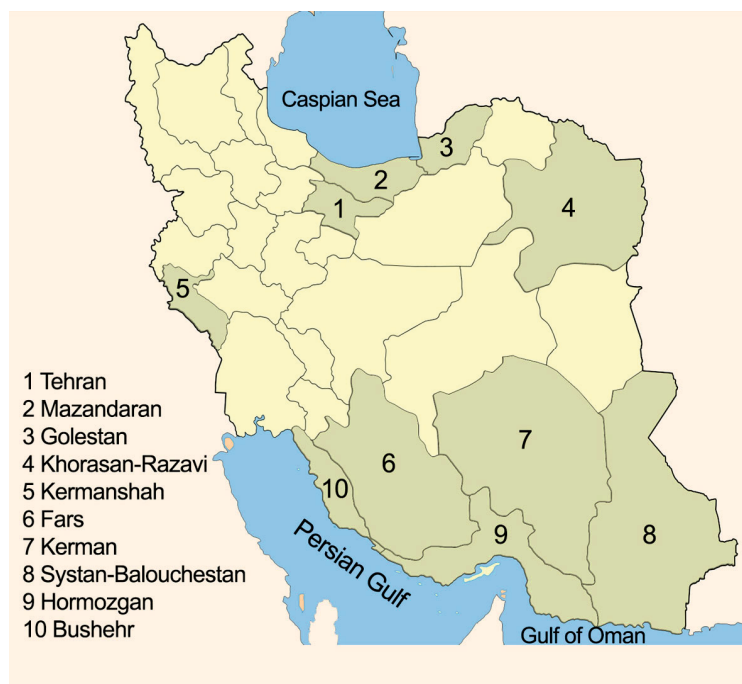 Caspian Sea
3
2
1
4
5
1 Tehran
2 Mazandaran
3 Golestan
4 Khorasan-Razavi
5 Kermanshah
6 Fars
7 Kerman
8 Systan-Balouchestan
9 Hormozgan
10 Bushehr
6
7
10
9
8
Persian Gulf
Gulf of Oman